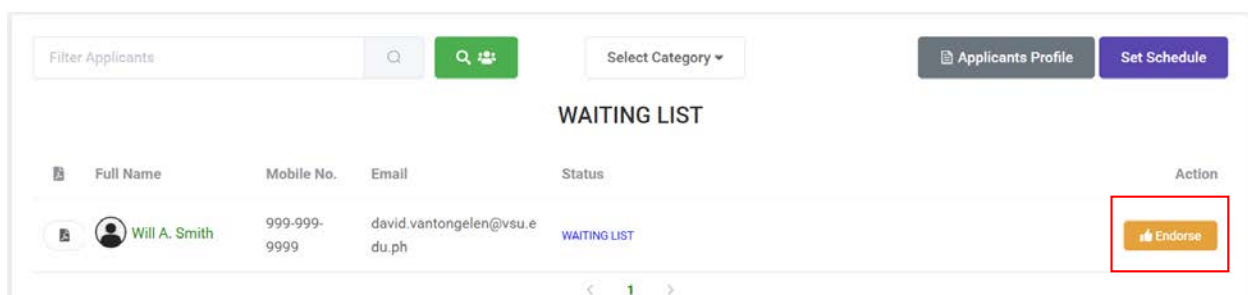 Filter Applicants
Select Category
Applicants Profile
Set Schedule
WAITING LIST
Full Name Mobile No. Email Status Action
Will A. Smith 999-999- david.vantongelen@vsu.e WAITING LIST Endorse
9999 du.ph
< 1 >